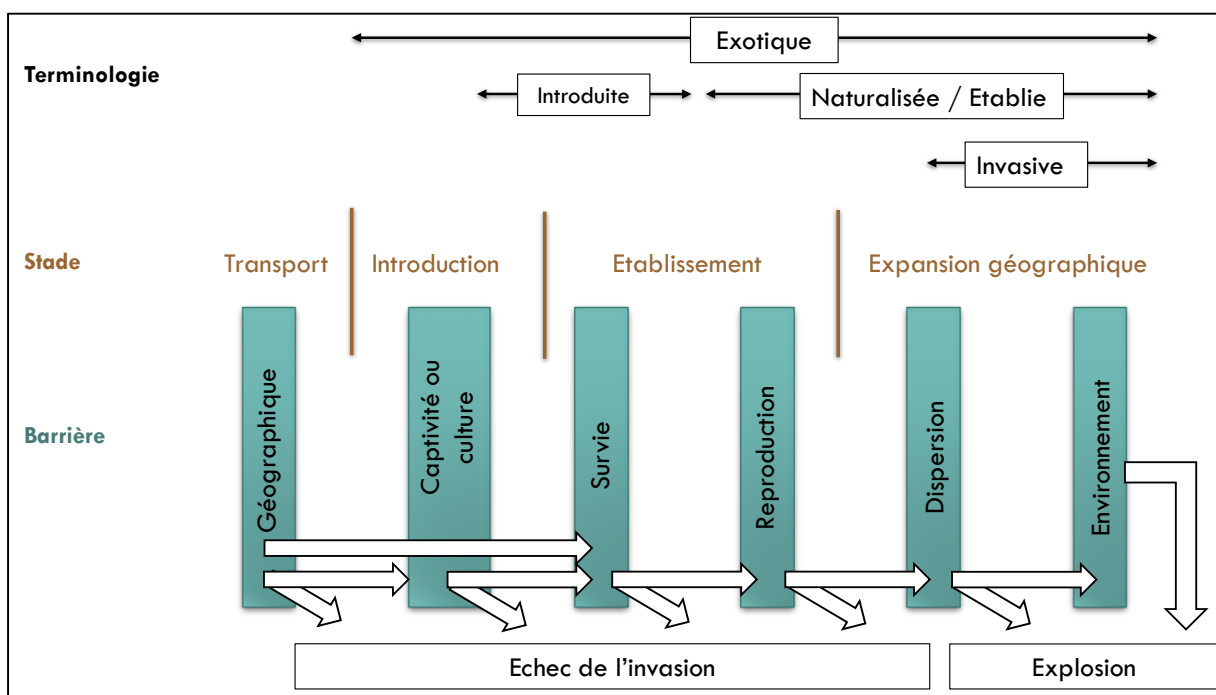 Exotique
Terminologie
Introduite
Naturalisée / Etablie
Invasive
Stade
Transport
Introduction
Etablissement
Expansion géographique
Barrière
Géographique
Captivité ou
culture
Survie
Reproduction
Dispersion
Environnement
Echec de l'invasion
Explosion